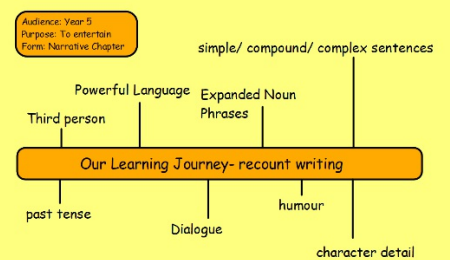 Audience: Year 5
Purpose: To entertain
Form: Narrative Chapter
simple/ compound/ complex sentences
Powerful Language
Expanded Noun
Phrases
Third person
Our Learning Journey- recount writing
past tense
Dialogue
humour
character detail